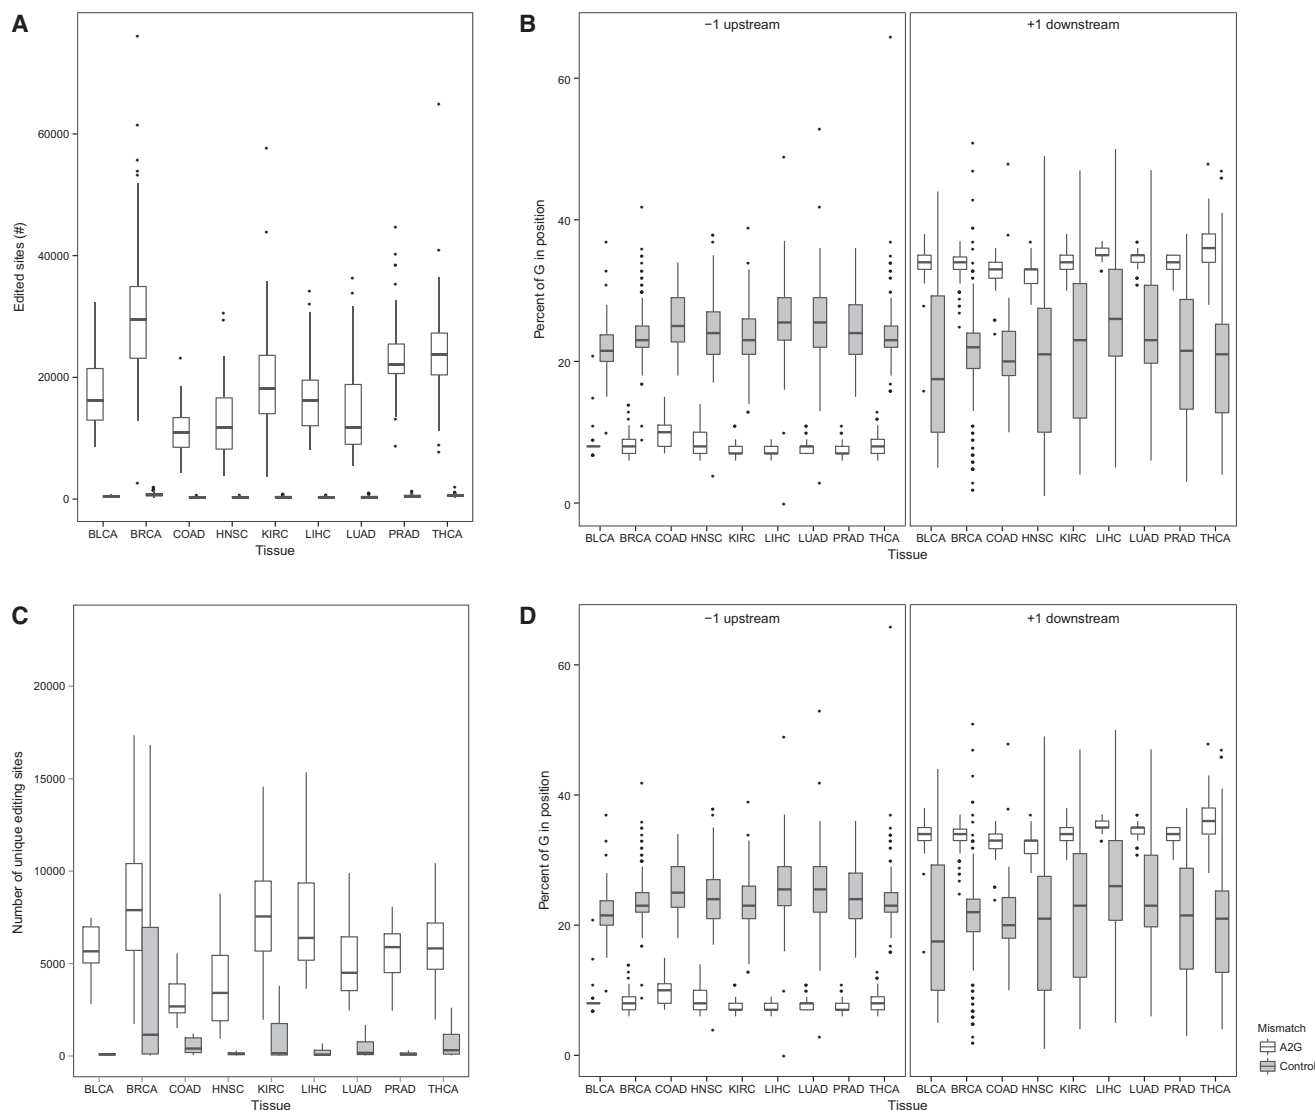 A
Edited sites (#)
60000
40000
20000
0
BLCA BRCA COAD HNSC KIRC LIHC LUAD PRAD THCA
Tissue
B
−1 upstream +1 downstream
Percent of G in position
60
40
20
0
BLCA BRCA COAD HNSC KIRC LIHC LUAD PRAD THCA BLCA BRCA COAD HNSC KIRC LIHC LUAD PRAD THCA
Tissue
C
Number of unique editing sites
20000
15000
10000
5000
0
BLCA BRCA COAD HNSC KIRC LIHC LUAD PRAD THCA
Tissue
D
−1 upstream +1 downstream
Percent of G in position
60
40
20
0
BLCA BRCA COAD HNSC KIRC LIHC LUAD PRAD THCA BLCA BRCA COAD HNSC KIRC LIHC LUAD PRAD THCA
Tissue
Mismatch
A2G
Control